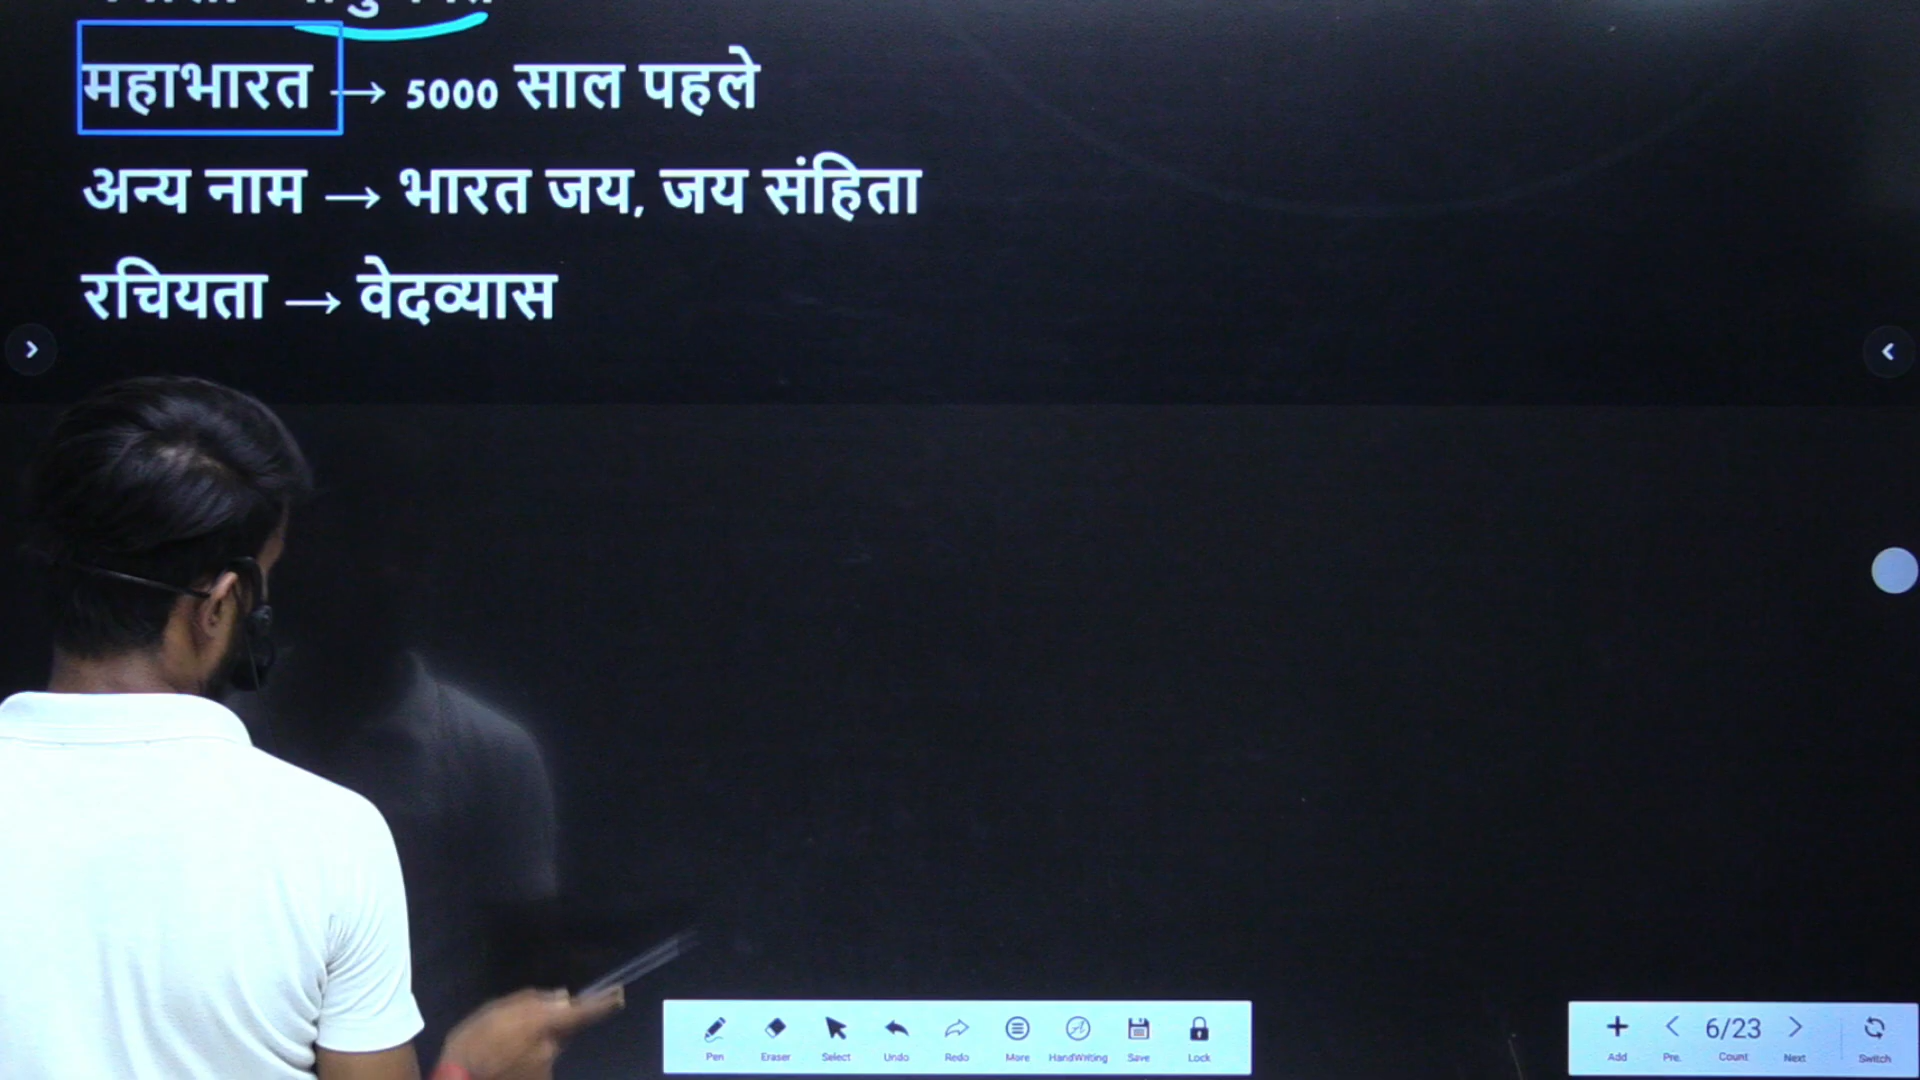 महाभारत → 5000 साल पहले
अन्य नाम → भारत जय, जय संहिता
रचियता → वेदव्यास
Pen Eraser Select Undo Redo More HandWriting Save Lock
6/23
Add Pre. Count Next Switch